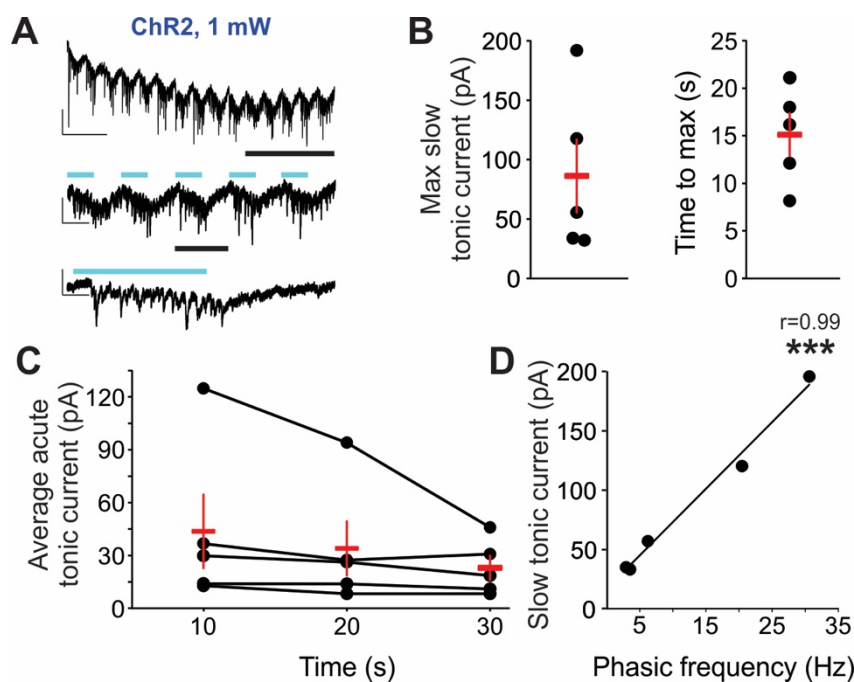 A
ChR2, 1 mW
B
Max slow
tonic current (pA)
200
150
100
50
0
Time to max (s)
25
20
15
10
5
0
C
Average acute
tonic current (pA)
120
90
60
30
0
10
20
30
Time (s)
D
r=0.99
***
Slow tonic current (pA)
200
150
100
50
0
5
15
25
35
Phasic frequency (Hz)